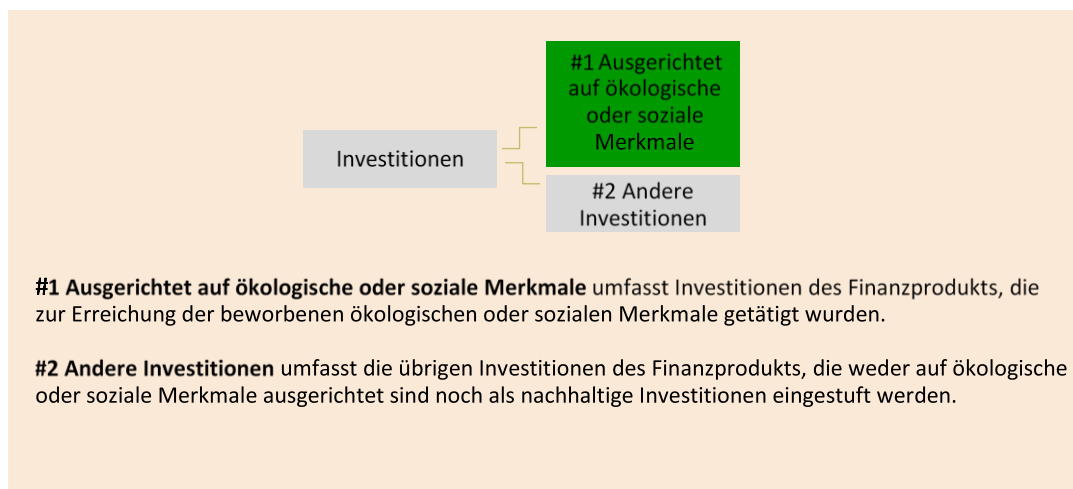 #1 Ausgerichtet
auf ökologische
oder soziale
Merkmale
Investitionen
#2 Andere
Investitionen
#1 Ausgerichtet auf ökologische oder soziale Merkmale umfasst Investitionen des Finanzprodukts, die
zur Erreichung der beworbenen ökologischen oder sozialen Merkmale getätigt wurden.
#2 Andere Investitionen umfasst die übrigen Investitionen des Finanzprodukts, die weder auf ökologische
oder soziale Merkmale ausgerichtet sind noch als nachhaltige Investitionen eingestuft werden.